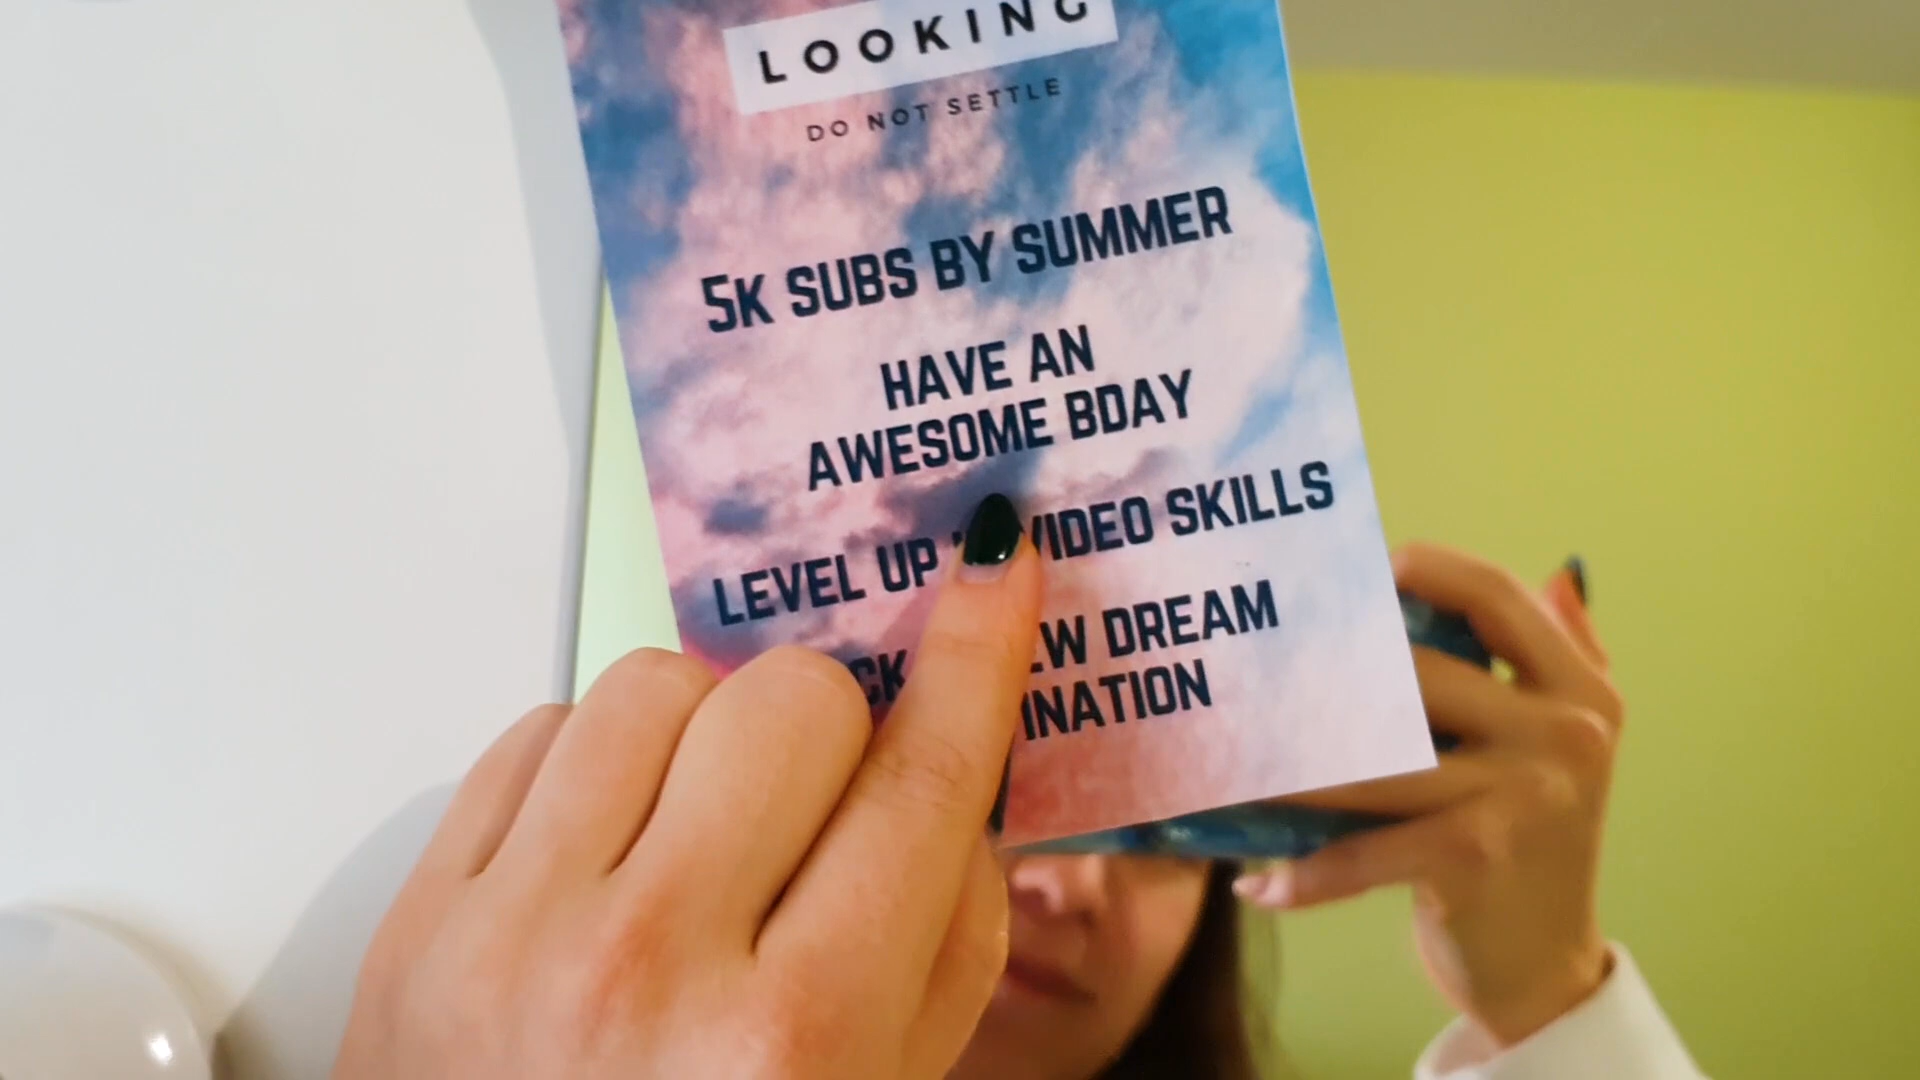 LOOKING
DO NOT SETTLE
5K SUBS BY SUMMER
HAVE AN
AWESOME BDAY
LEVEL UP VIDEO SKILLS
DREAM